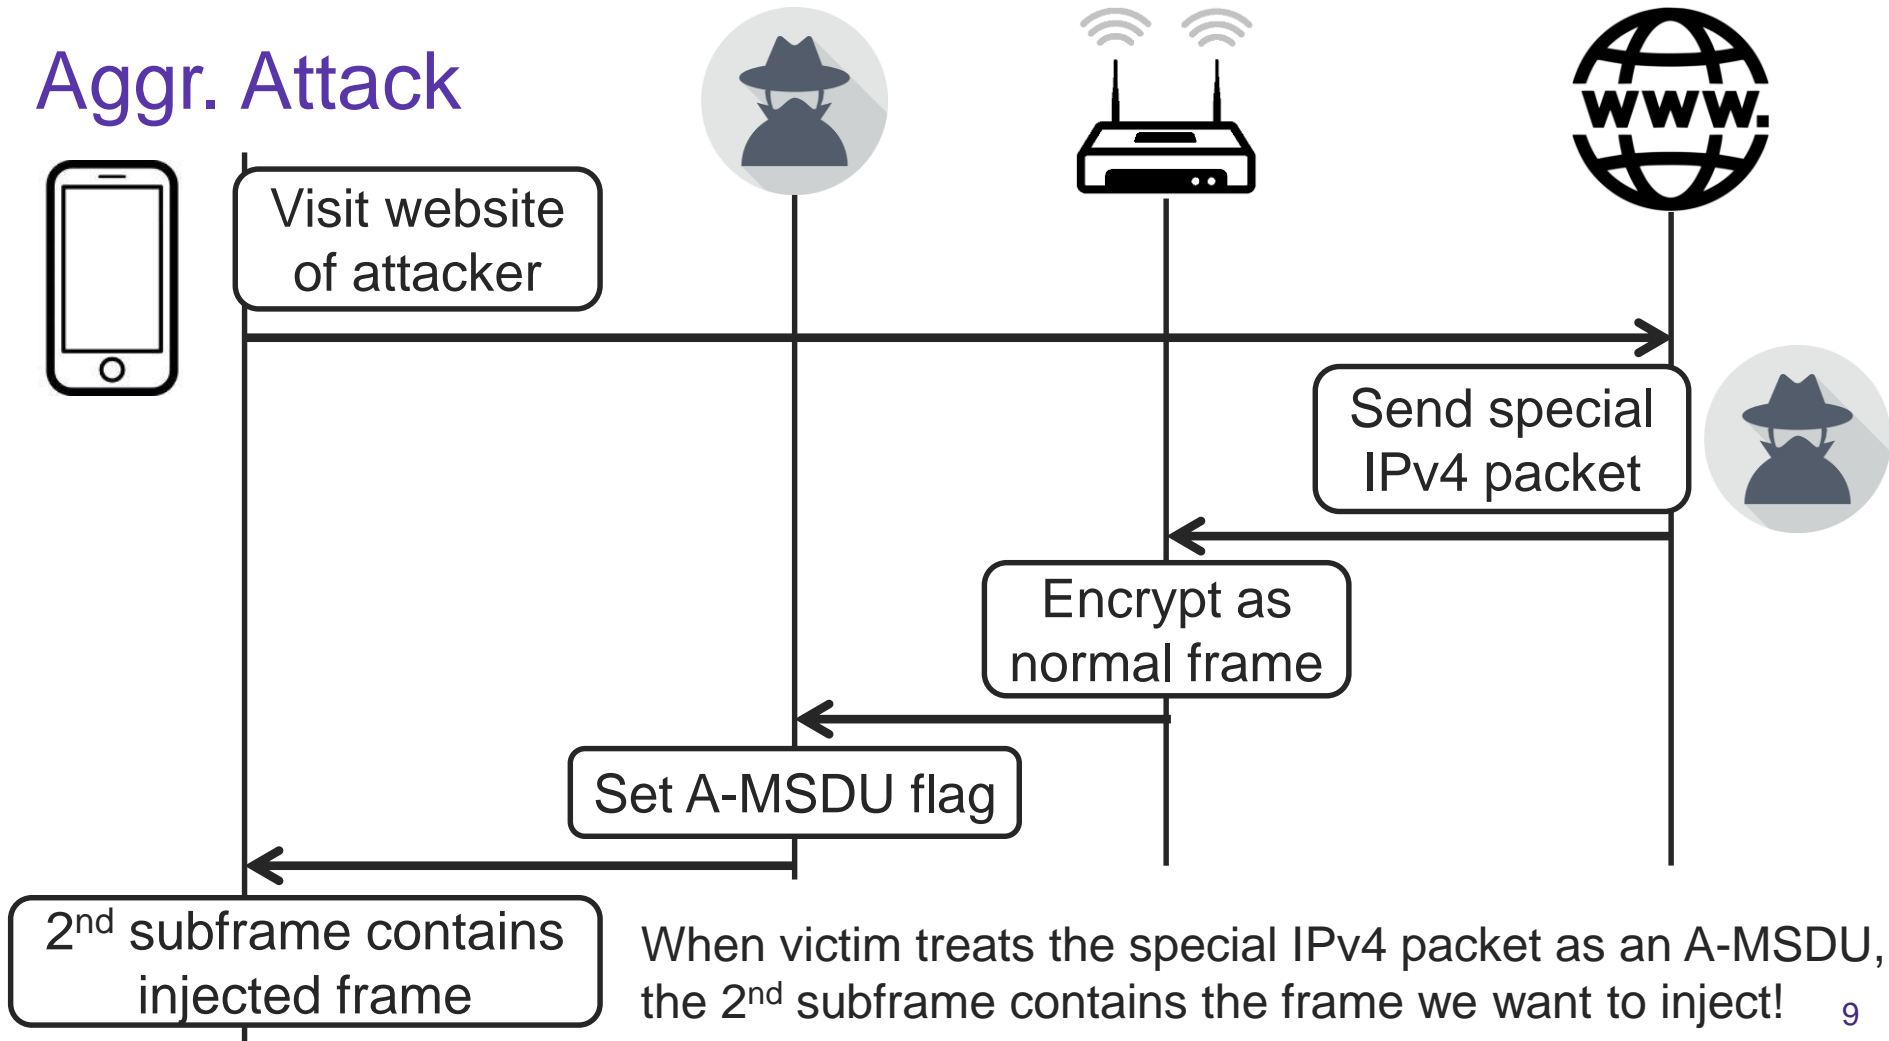 Aggr. Attack
www.
Visit website
of attacker
Send special
IPv4 packet
Encrypt as
normal frame
Set A-MSDU flag
2nd subframe contains
injected frame
When victim treats the special IPv4 packet as an A-MSDU,
the 2nd subframe contains the frame we want to inject!
9